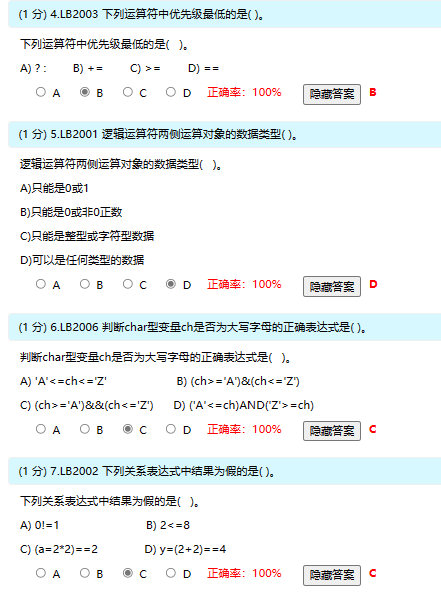 (1 分) 4.LB2003 下列运算符中优先级最低的是( )。
下列运算符中优先级最低的是(   )。
A) ? :   B) +=   C) >=   D) ==
A B C D 正确率：100% 隐藏答案 B
(1 分) 5.LB2001 逻辑运算符两侧运算对象的数据类型( )。
逻辑运算符两侧运算对象的数据类型(   )。
A)只能是0或1
B)只能是0或非0正数
C)只能是整型或字符型数据
D)可以是任何类型的数据
A B C D 正确率：100% 隐藏答案 D
(1 分) 6.LB2006 判断char型变量ch是否为大写字母的正确表达式是( )。
判断char型变量ch是否为大写字母的正确表达式是(   )。
A) 'A'<=ch<='Z'   B) (ch>='A')&(ch<='Z')
C) (ch>='A')&&(ch<='Z')   D) ('A'<=ch)AND('Z'>=ch)
A B C D 正确率：100% 隐藏答案 C
(1 分) 7.LB2002 下列关系表达式中结果为假的是( )。
下列关系表达式中结果为假的是(   )。
A) 0!=1   B) 2<=8
C) (a=2*2)==2   D) y=(2+2)==4
A B C D 正确率：100% 隐藏答案 C